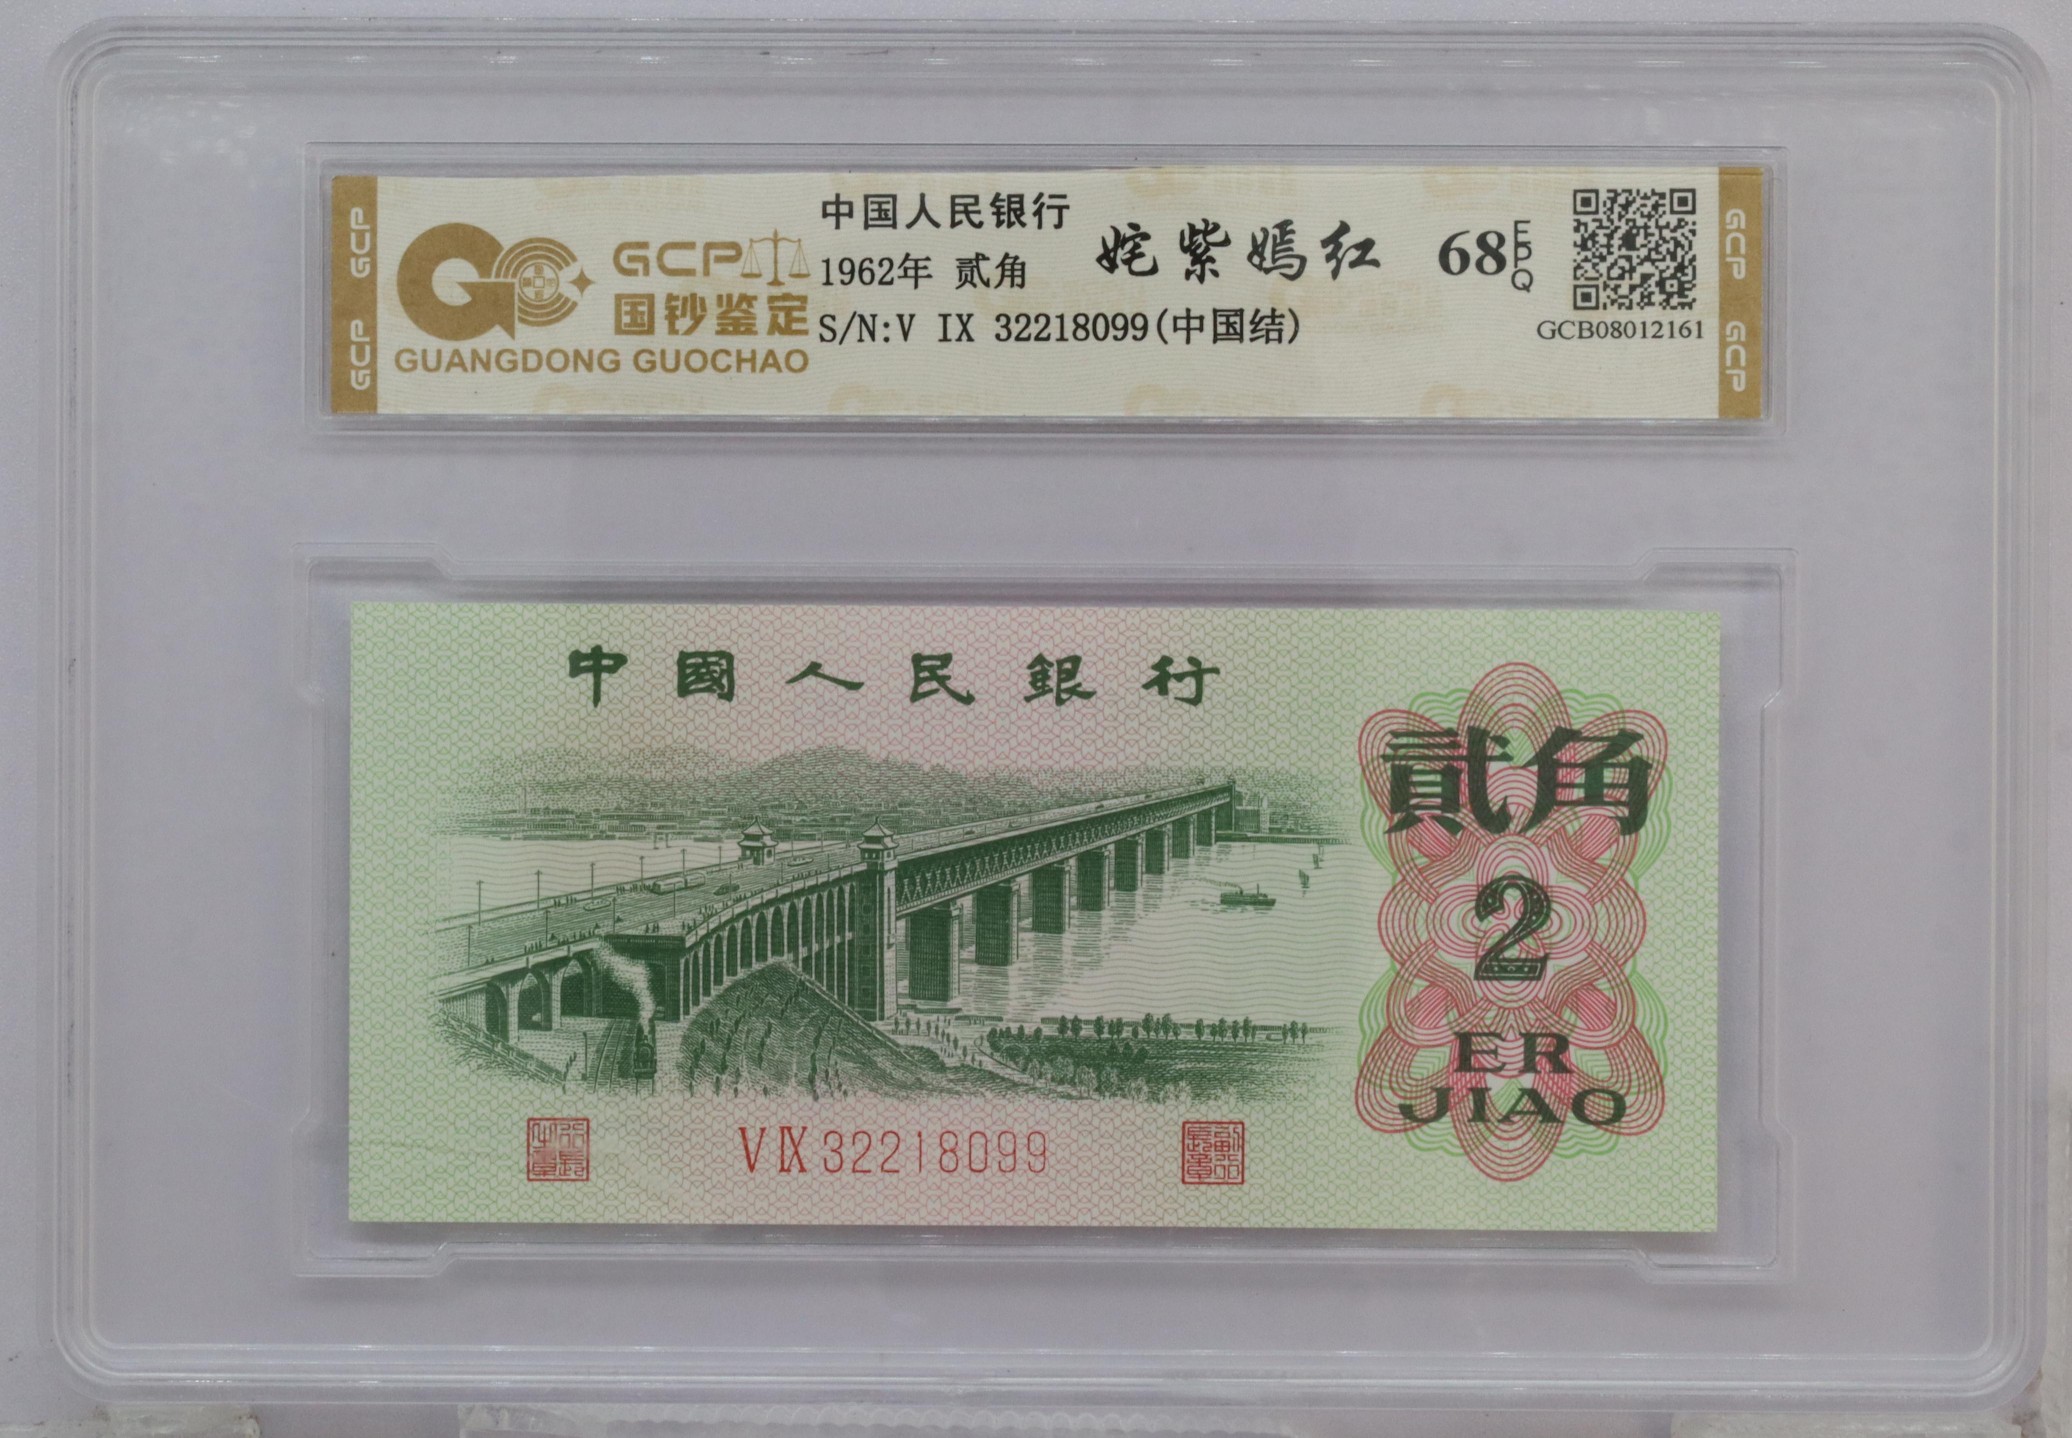 GCP
GCP
GCP
国钞鉴定
GUANGDONG GUOCHAO
中国人民银行
1962年 贰角
S/N:V IX 32218099(中国结)
姹紫嫣红
68 EPQ
GCB08012161
GCP
GCP
中國人民銀行
貳角
2
ER
JIAO
V IX 32218099